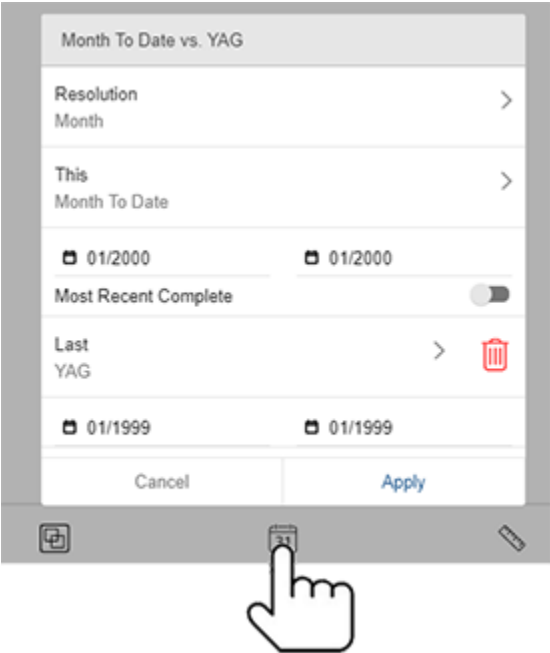 Month To Date vs. YAG
Resolution
Month
This
Month To Date
01/2000 01/2000
Most Recent Complete
Last
YAG
01/1999 01/1999
Cancel Apply
31